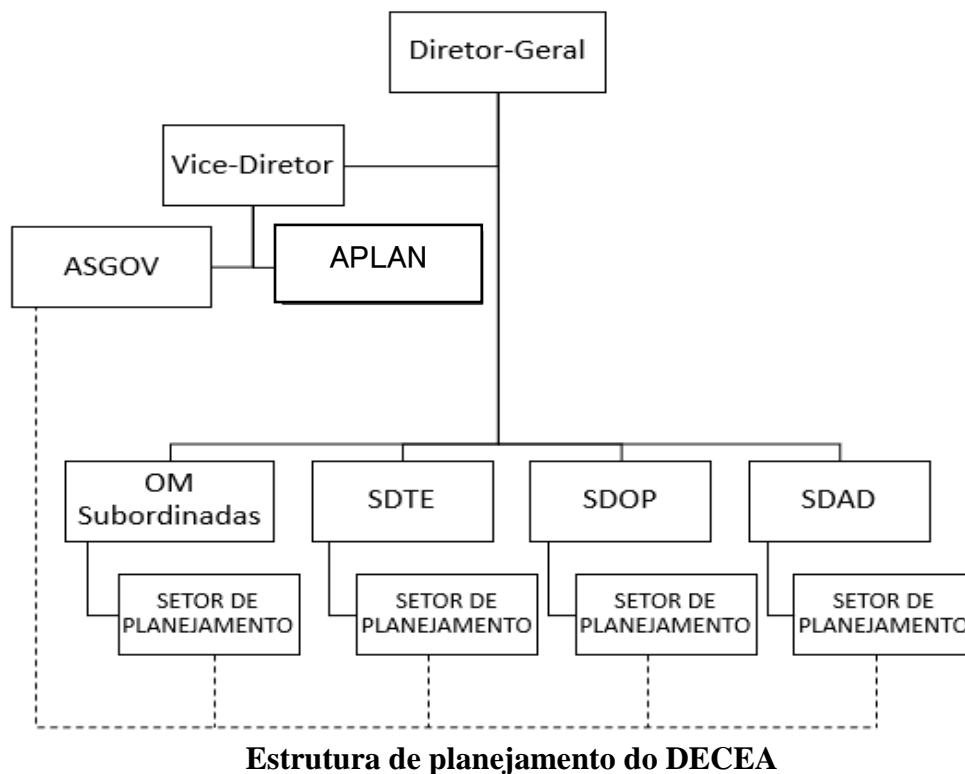 Diretor-Geral
Vice-Diretor
ASGOV
APLAN
OM
Subordinadas
SDTE
SDOP
SDAD
SETOR DE
PLANEJAMENTO
SETOR DE
PLANEJAMENTO
SETOR DE
PLANEJAMENTO
SETOR DE
PLANEJAMENTO
Estrutura de planejamento do DECEA